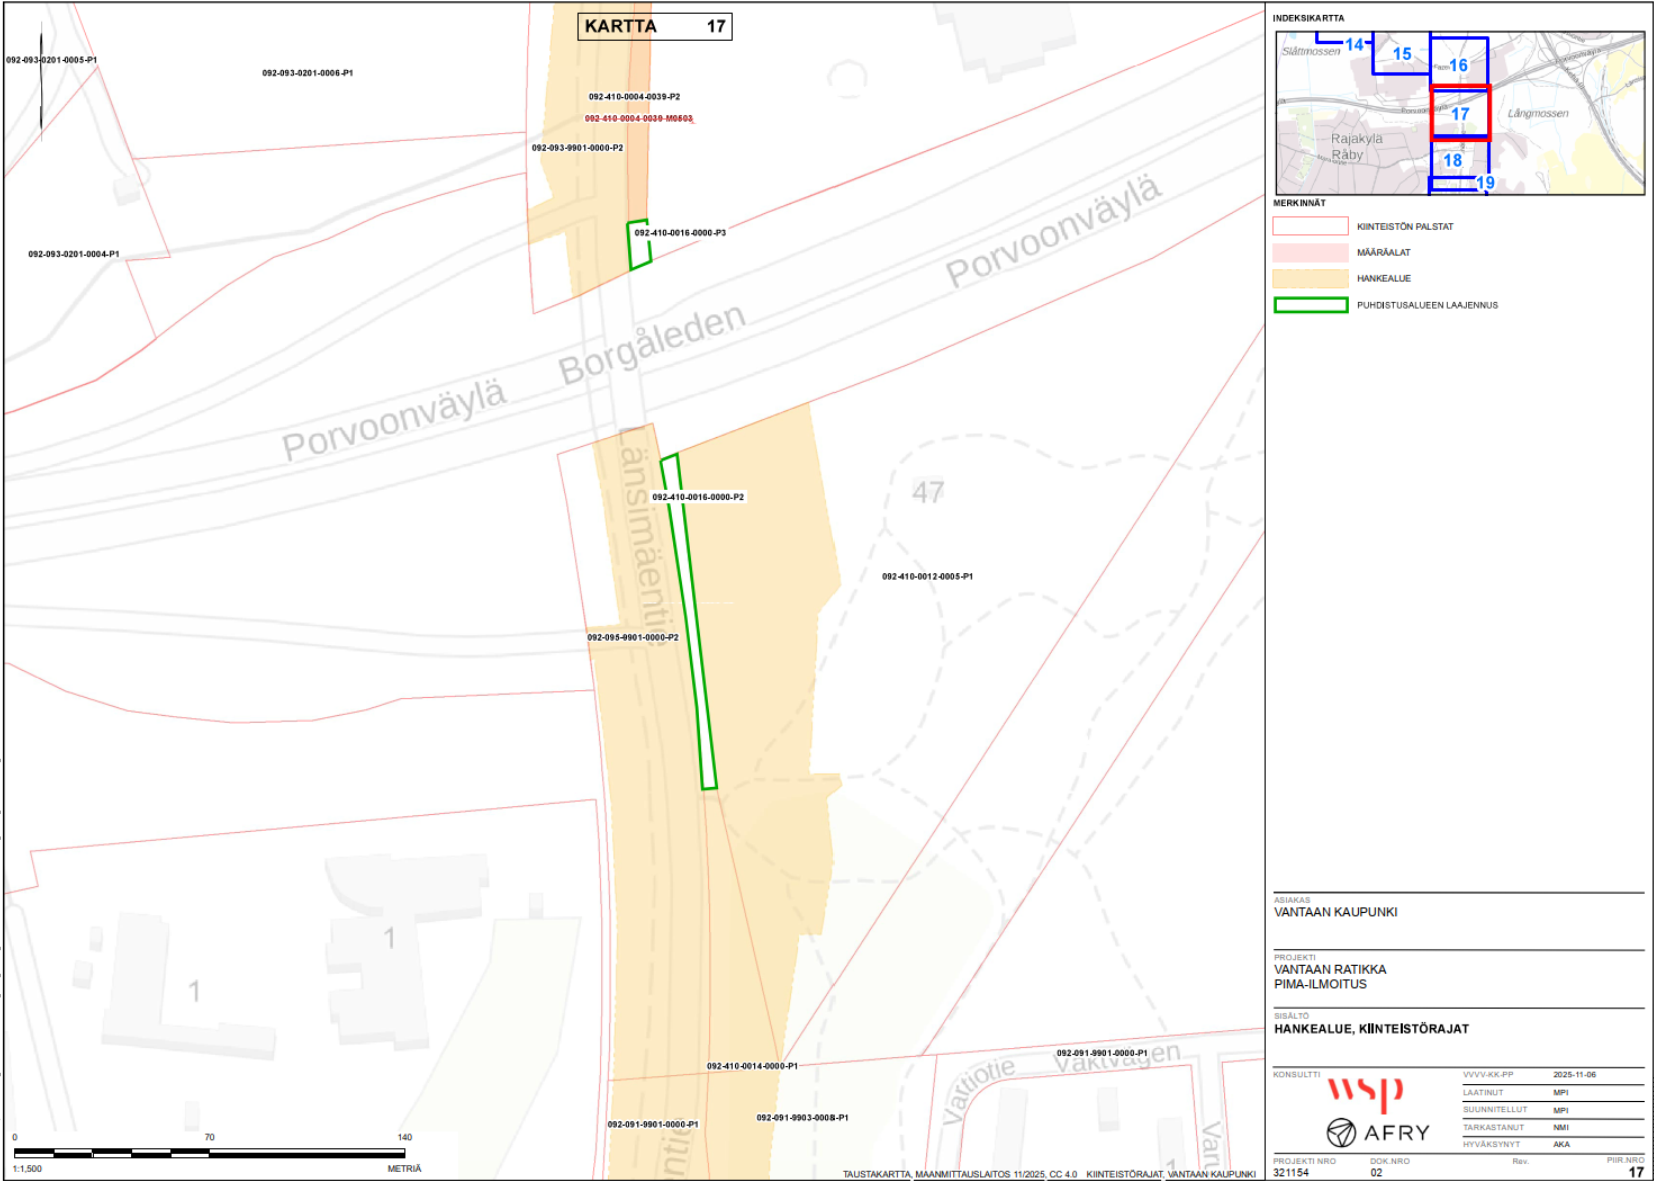 KARTTA 17
092-093-0201-0005-P1
092-093-0201-0006-P1
092-410-0004-0039-P2
092-410-0004-0039-M0503
092-093-9901-0000-P2
092-410-0016-0000-P3
092-093-0201-0004-P1
Porvoonväylä
Borgåleden
Porvoonväylä
Länsimäentie
092-410-0016-0000-P2
47
092-410-0012-0005-P1
092-095-9901-0000-P2
1
1
092-410-0014-0000-P1
092-091-9901-0000-P1
Vartiotie
Vaktvägen
092-091-9903-0008-P1
092-091-9901-0000-P1
ntie
Varu
1
0 70 140
1:1,500 METRIÄ
TAUSTAKARTTA, MAANMITTAUSLAITOS 11/2025, CC 4.0 KIINTEISTÖRAJAT, VANTAAN KAUPUNKI
INDEKSIKARTTA
Slåttmossen
14
15
16
17
Långmossen
Rajakylä
Råby
18
19
MERKINNÄT
KIINTEISTÖN PALSTAT
MÄÄRÄALAT
HANKEALUE
PUHDISTUSALUEEN LAAJENNUS
ASIAKAS
VANTAAN KAUPUNKI
PROJEKTI
VANTAAN RATIKKA
PIMA-ILMOITUS
SISÄLTÖ
HANKEALUE, KIINTEISTÖRAJAT
KONSULTTI
wsp
AFRY
VVVV-KK-PP 2025-11-06
LAATINUT MPI
SUUNNITELLUT MPI
TARKASTANUT NMI
HYVÄKSYNYT AKA
PROJEKTI NRO DOK.NRO Rev. PIIR.NRO
321154 02 17